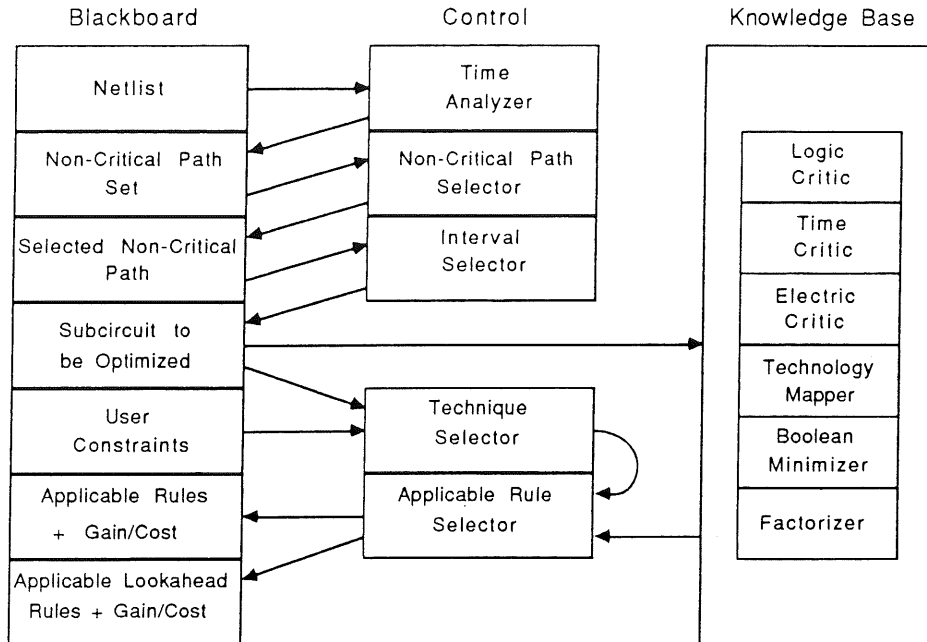 Blackboard
Control
Knowledge Base
Netlist
Non-Critical Path
Set
Selected Non-Critical
Path
Subcircuit to
be Optimized
User
Constraints
Applicable Rules
+ Gain/Cost
Applicable Lookahead
Rules + Gain/Cost
Time
Analyzer
Non-Critical Path
Selector
Interval
Selector
Technique
Selector
Applicable Rule
Selector
Logic
Critic
Time
Critic
Electric
Critic
Technology
Mapper
Boolean
Minimizer
Factorizer